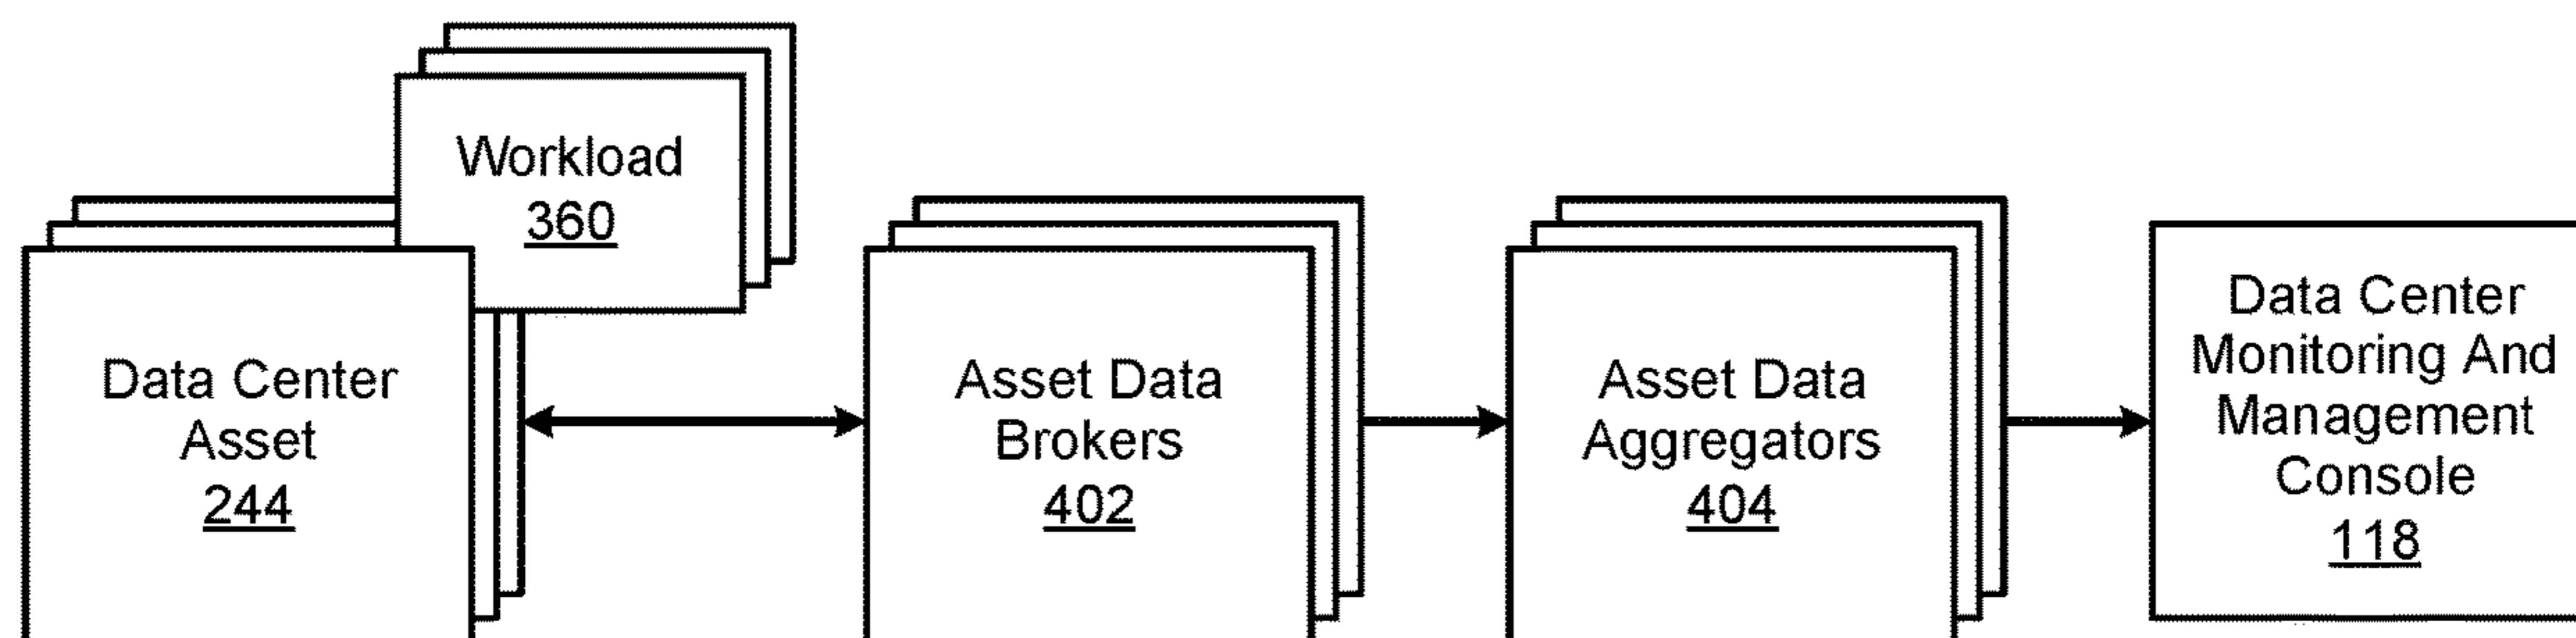 Workload
360
Data Center
Asset
244
Asset Data
Brokers
402
Asset Data
Aggregators
404
Data Center
Monitoring And
Management
Console
118